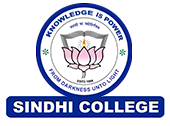 KNOWLEDGE IS POWER
FROM DARKNESS UNTO LIGHT
SINDHI COLLEGE